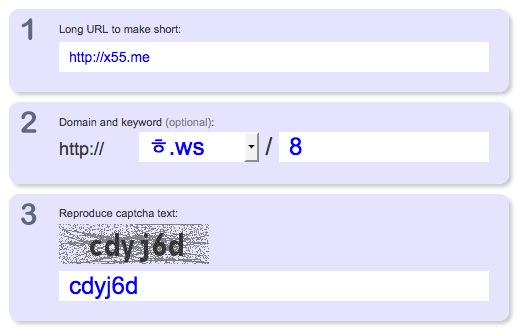 1
Long URL to make short:
http://x55.me
2
Domain and keyword (optional):
http:// ㅎ.ws / 8
3
Reproduce captcha text:
cdyj6d
cdyj6d